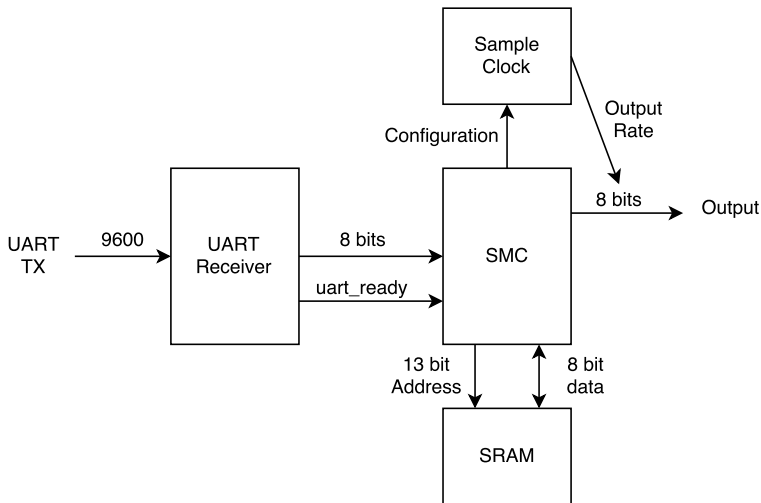 Sample
Clock
Output
Rate
Configuration
8 bits
Output
UART
TX
9600
UART
Receiver
8 bits
uart_ready
SMC
13 bit
Address
8 bit
data
SRAM